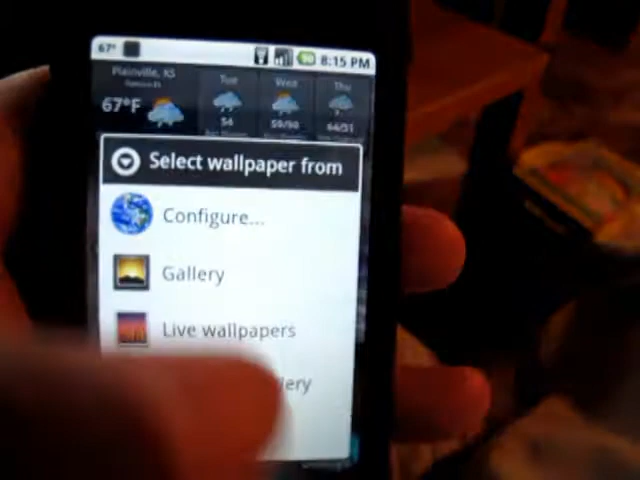 67° 8:15 PM
Plainville, KS
67°F
Tue
Wed
Thu
54
59/50
64/51
Select wallpaper from
Configure...
Gallery
Live wallpapers